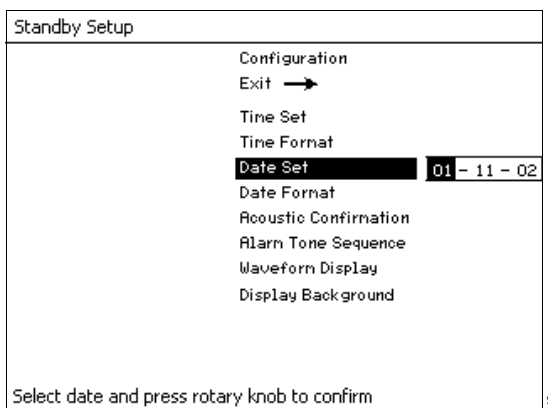 Standby Setup
Configuration
Exit
Time Set
Time Format
Date Set 01 - 11 - 02
Date Format
Acoustic Confirmation
Alarm Tone Sequence
Waveform Display
Display Background
Select date and press rotary knob to confirm